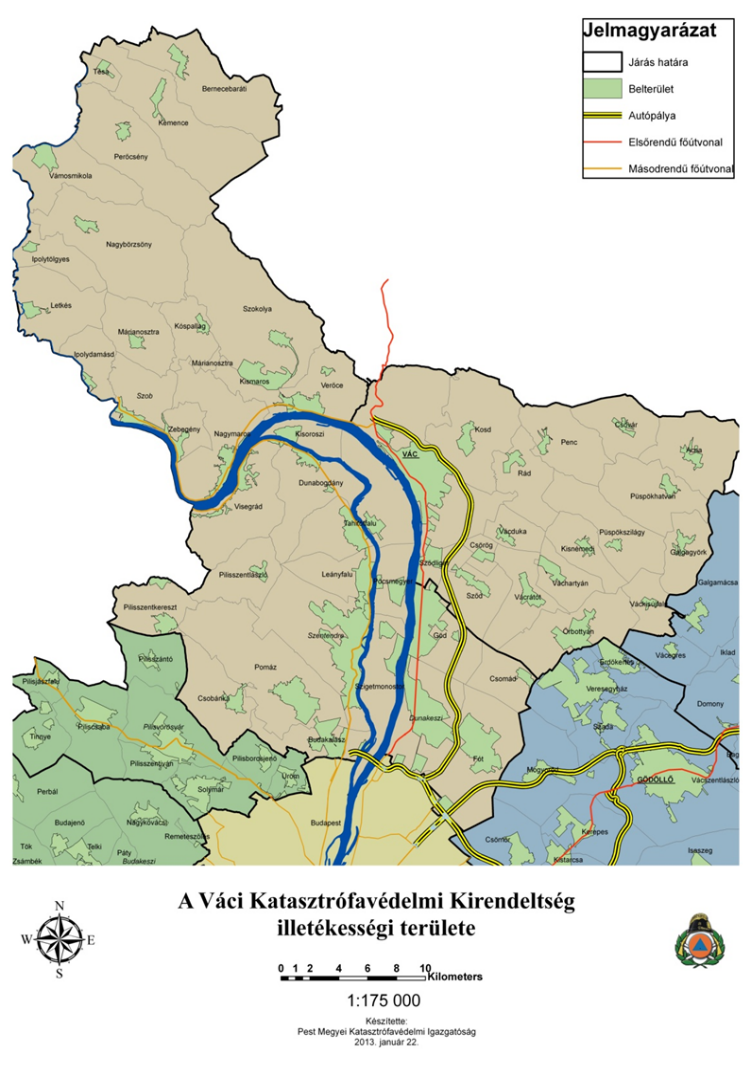 Jelmagyarázat
Járás határa
Belterület
Autópálya
Elsőrendű főútvonal
Másodrendű főútvonal
Tésa
Bernecebaráti
Kemence
Perőcsény
Vámosmikola
Nagybörzsöny
Ipolytölgyes
Letkés
Szokolya
Kóspallag
Márianosztra
Ipolydamásd
Márianosztra
Kismaros
Verőce
Szob
Zebegény
Nagymaros
Kisoroszi
VÁC
Kosd
Penc
Csővár
Acsa
Rád
Püspökhatvan
Dunabogdány
Visegrád
Tahitótfalu
Vácduka
Püspökszilágy
Csörög
Kisnémedi
Galgagyörk
Sződliget
Pilisszentlászló
Leányfalu
Pócsmegyer
Váchartyán
Galgamácsa
Sződ
Vácrátót
Váckisújfalu
Pilisszentkereszt
Szentendre
Göd
Őrbottyán
Pilisszántó
Pomáz
Erdőkertes
Vácegres
Iklad
Pilisjászfalu
Szigetmonostor
Csomád
Veresegyház
Csobánka
Domony
Tinnye
Piliscsaba
Pilisvörösvár
Dunakeszi
Szada
Budakalász
Pilisborosjenő
Fót
Pilisszentiván
Üröm
Mogyoród
GÖDÖLLŐ
Vácszentlászló
Perbál
Solymár
Budajenő
Nagykovácsi
Budapest
Remeteszőlős
Kerepes
Csömör
Tök
Telki
Páty
Zsámbék
Budakeszi
Kistarcsa
Isaszeg
A Váci Katasztrófavédelmi Kirendeltség
illetékességi területe
N
W
E
S
0 1 2 4 6 8 10
Kilometers
1:175 000
Készítette:
Pest Megyei Katasztrófavédelmi Igazgatóság
2013. január 22.